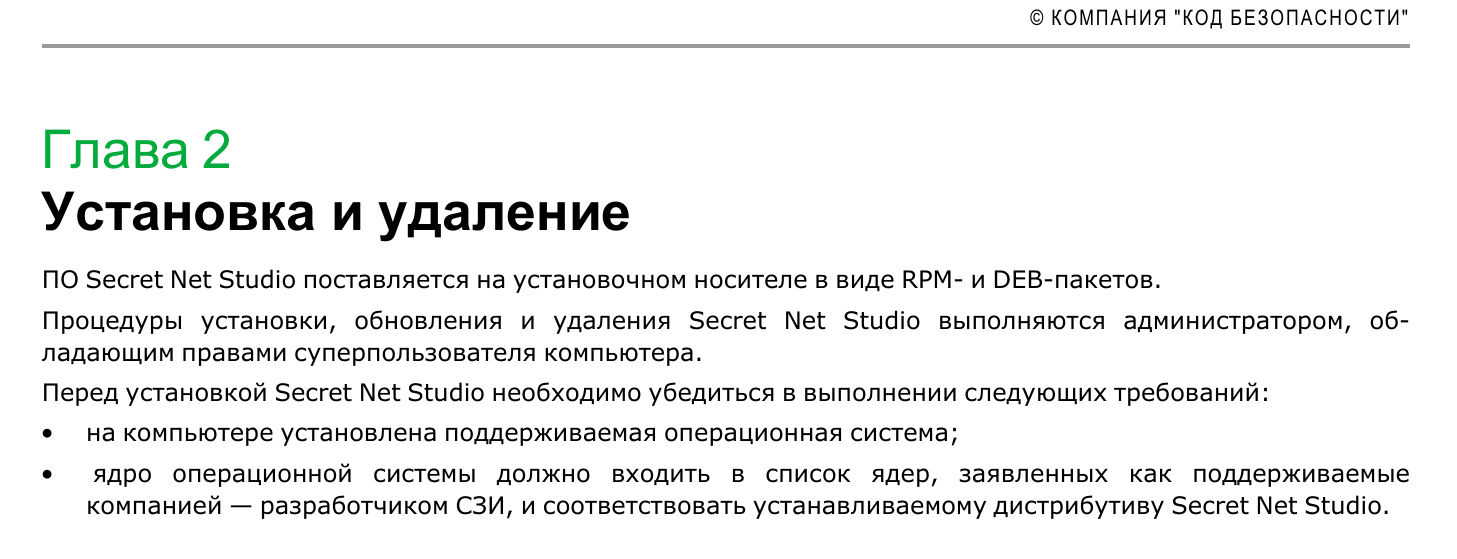 © КОМПАНИЯ "КОД БЕЗОПАСНОСТИ"
Глава 2
Установка и удаление
ПО Secret Net Studio поставляется на установочном носителе в виде RPM- и DEB-пакетов.
Процедуры установки, обновления и удаления Secret Net Studio выполняются администратором, об-
ладающим правами суперпользователя компьютера.
Перед установкой Secret Net Studio необходимо убедиться в выполнении следующих требований:
• на компьютере установлена поддерживаемая операционная система;
• ядро операционной системы должно входить в список ядер, заявленных как поддерживаемые
компанией — разработчиком СЗИ, и соответствовать устанавливаемому дистрибутиву Secret Net Studio.